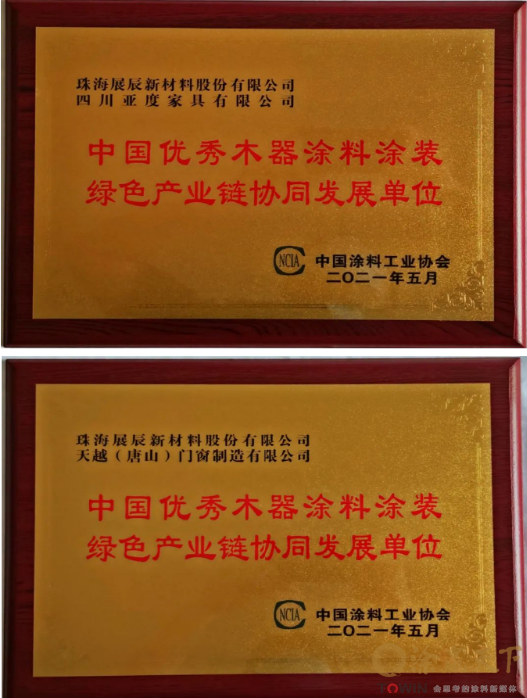 珠海展辰新材料股份有限公司
四川亚度家具有限公司
中国优秀木器涂料涂装
绿色产业链协同发展单位
NCIA 中国涂料工业协会
二〇二一年五月
珠海展辰新材料股份有限公司
天越（唐山）门窗制造有限公司
中国优秀木器涂料涂装
绿色产业链协同发展单位
NCIA 中国涂料工业协会
二〇二一年五月
TOWIN